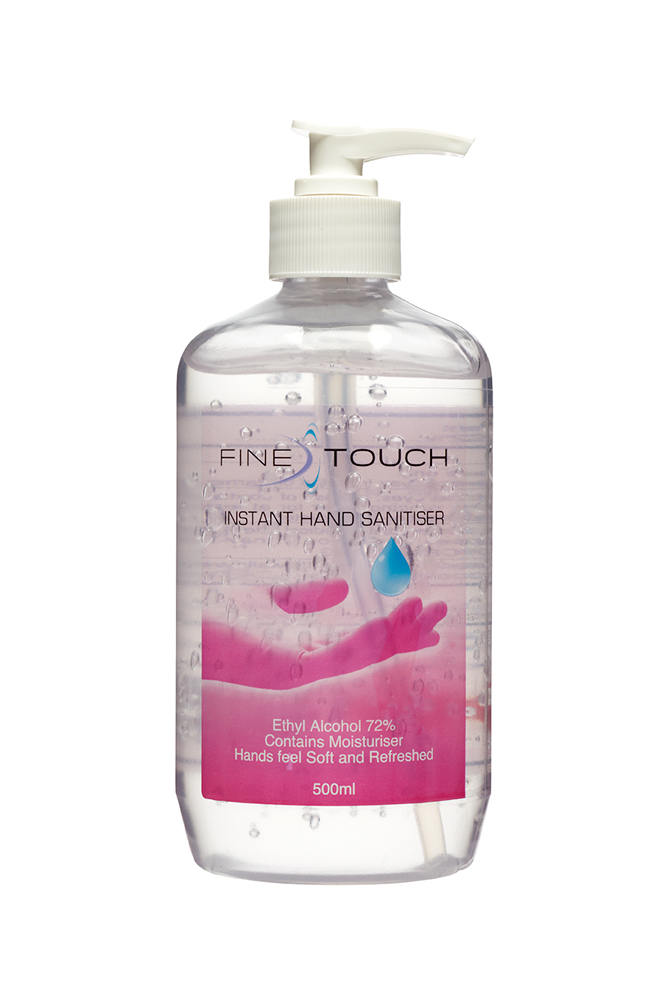 FINE TOUCH
INSTANT HAND SANITISER
Ethyl Alcohol 72%
Contains Moisturiser
Hands feel Soft and Refreshed
500ml